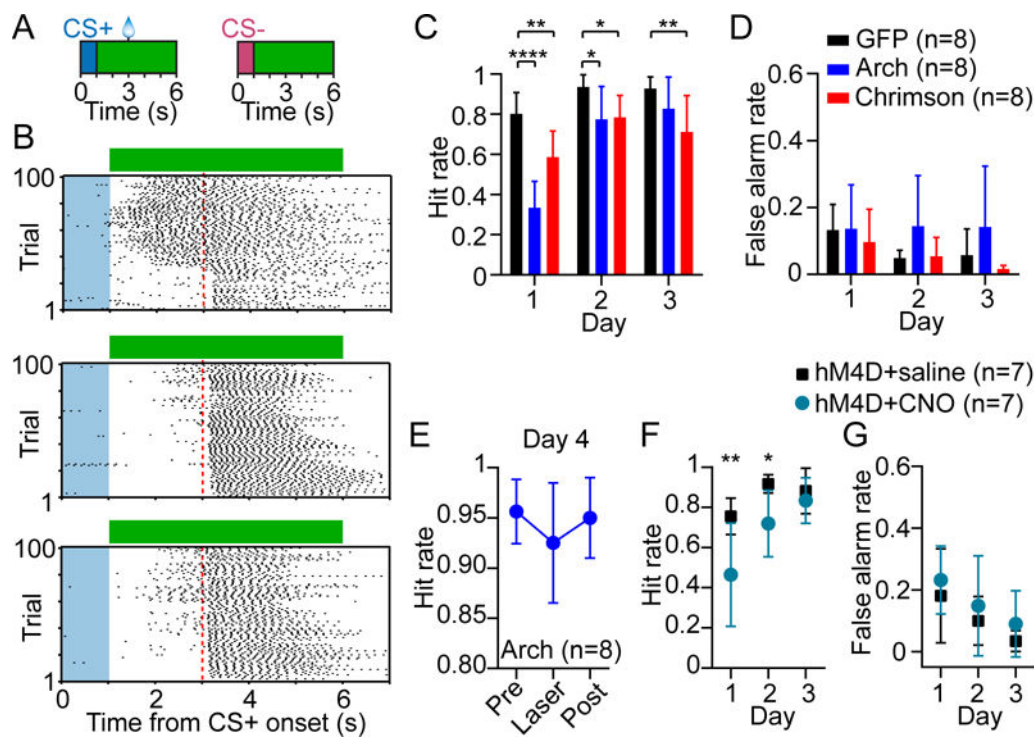 A
CS+
CS-
0 3 6
Time (s)
0 3 6
Time (s)
B
100
Trial
1
100
Trial
1
100
Trial
1
0 2 4 6
Time from CS+ onset (s)
C
**
****
*
*
**
1
0.8
0.6
0.4
0.2
0
Hit rate
1 2 3
Day
D
GFP (n=8)
Arch (n=8)
Chrimson (n=8)
0.6
0.4
0.2
0
False alarm rate
1 2 3
Day
hM4D+saline (n=7)
hM4D+CNO (n=7)
E
Day 4
1
0.95
0.90
0.85
0.80
Hit rate
Arch (n=8)
Pre
Laser
Post
F
** *
1
0.8
0.6
0.4
0.2
0
Hit rate
1 2 3
Day
G
0.6
0.4
0.2
0
False alarm rate
1 2 3
Day